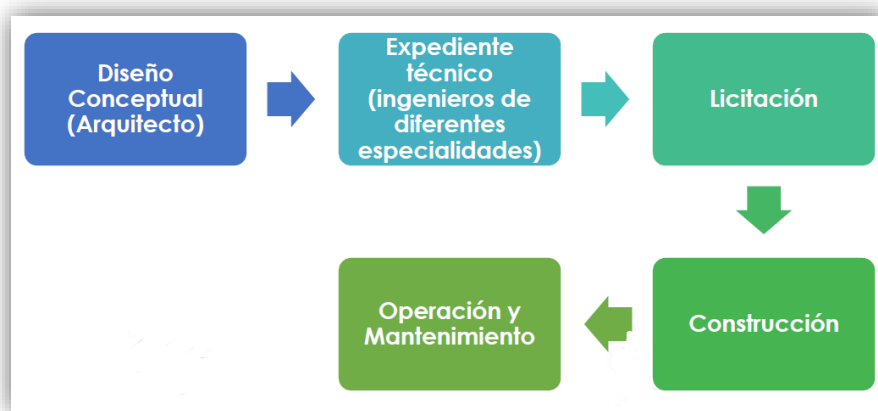 Diseño
Conceptual
(Arquitecto)
Expediente
técnico
(ingenieros de
diferentes
especialidades)
Licitación
Construcción
Operación y
Mantenimiento